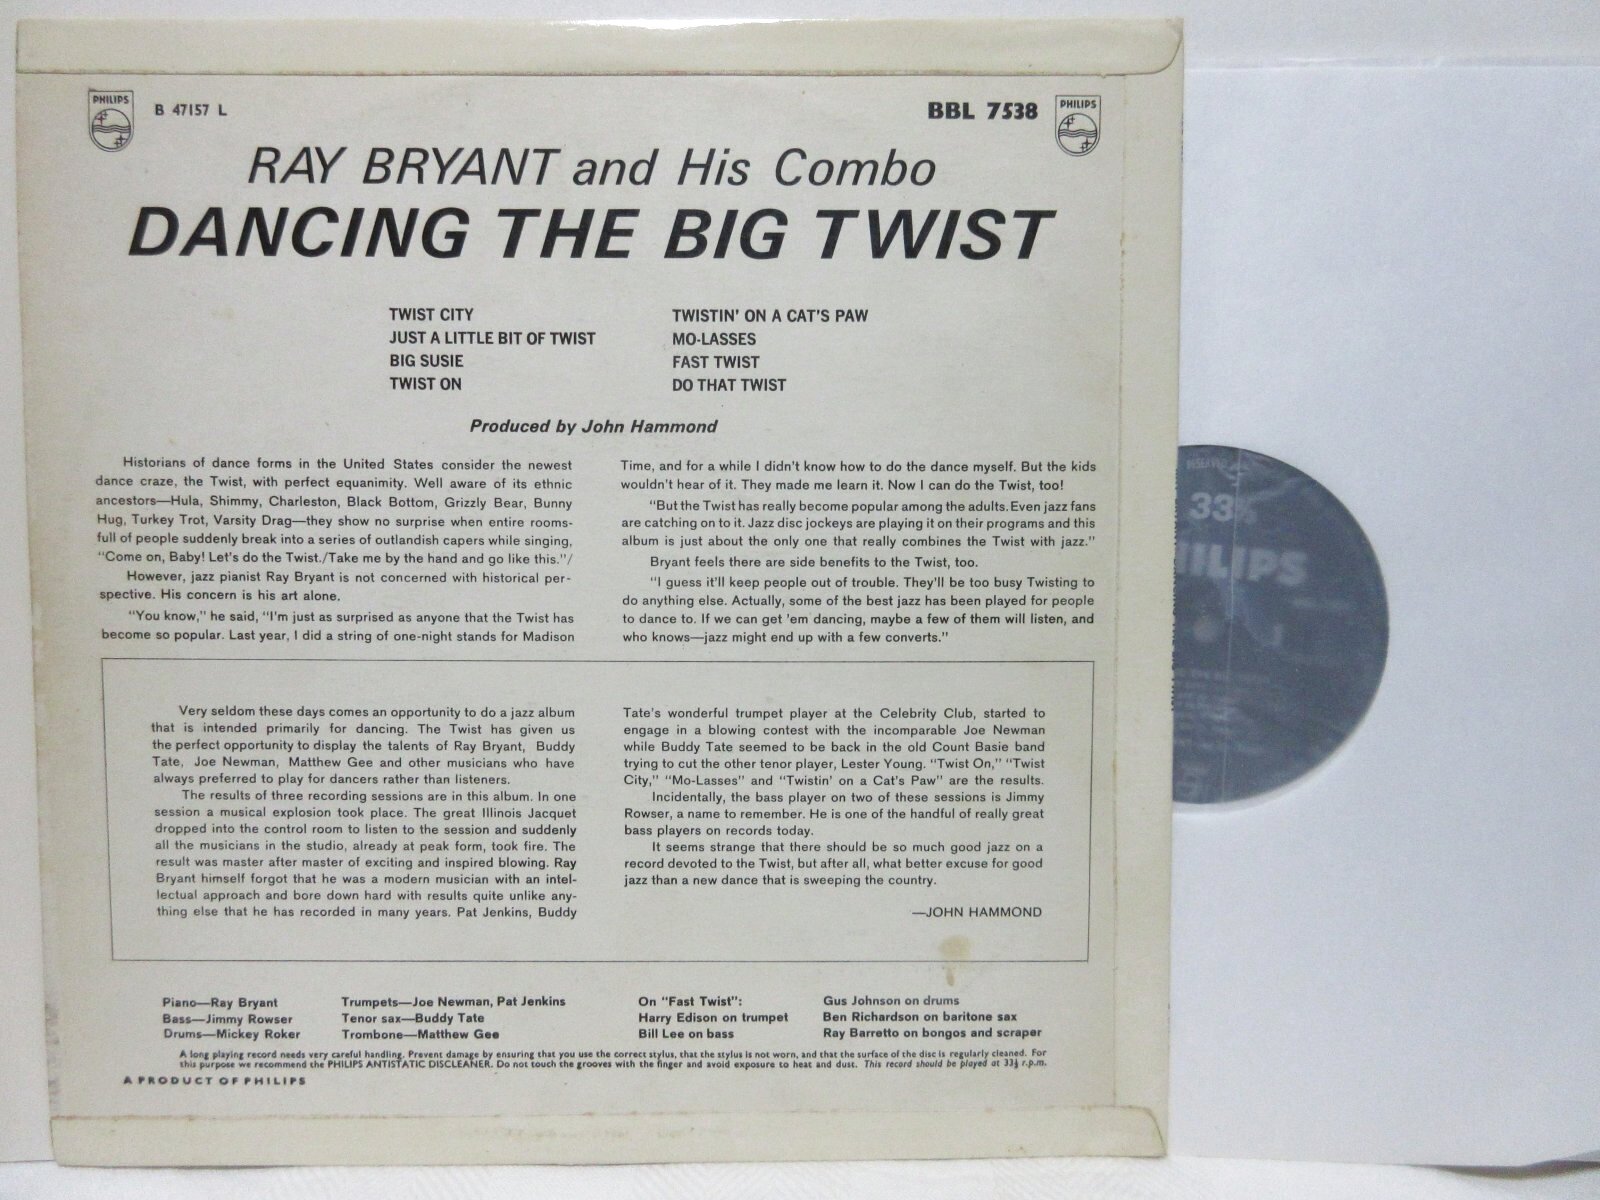 PHILIPS
B 47157 L
BBL 7538
PHILIPS
RAY BRYANT and His Combo
DANCING THE BIG TWIST
TWIST CITY
JUST A LITTLE BIT OF TWIST
BIG SUSIE
TWIST ON
TWISTIN' ON A CAT'S PAW
MO-LASSES
FAST TWIST
DO THAT TWIST
Produced by John Hammond
Historians of dance forms in the United States consider the newest
dance craze, the Twist, with perfect equanimity. Well aware of its ethnic
ancestors—Hula, Shimmy, Charleston, Black Bottom, Grizzly Bear, Bunny
Hug, Turkey Trot, Varsity Drag—they show no surprise when entire rooms-
full of people suddenly break into a series of outlandish capers while singing,
"Come on, Baby! Let's do the Twist./Take me by the hand and go like this."/
However, jazz pianist Ray Bryant is not concerned with historical per-
spective. His concern is his art alone.
"You know," he said, "I'm just as surprised as anyone that the Twist has
become so popular. Last year, I did a string of one-night stands for Madison
Time, and for a while I didn't know how to do the dance myself. But the kids
wouldn't hear of it. They made me learn it. Now I can do the Twist, too!
"But the Twist has really become popular among the adults. Even jazz fans
are catching on to it. Jazz disc jockeys are playing it on their programs and this
album is just about the only one that really combines the Twist with jazz."
Bryant feels there are side benefits to the Twist, too.
"I guess it'll keep people out of trouble. They'll be too busy Twisting to
do anything else. Actually, some of the best jazz has been played for people
to dance to. If we can get 'em dancing, maybe a few of them will listen, and
who knows—jazz might end up with a few converts."
Very seldom these days comes an opportunity to do a jazz album
that is intended primarily for dancing. The Twist has given us
the perfect opportunity to display the talents of Ray Bryant, Buddy
Tate, Joe Newman, Matthew Gee and other musicians who have
always preferred to play for dancers rather than listeners.
The results of three recording sessions are in this album. In one
session a musical explosion took place. The great Illinois Jacquet
dropped into the control room to listen to the session and suddenly
all the musicians in the studio, already at peak form, took fire. The
result was master after master of exciting and inspired blowing. Ray
Bryant himself forgot that he was a modern musician with an intel-
lectual approach and bore down hard with results quite unlike any-
thing else that he has recorded in many years. Pat Jenkins, Buddy
Tate's wonderful trumpet player at the Celebrity Club, started to
engage in a blowing contest with the incomparable Joe Newman
while Buddy Tate seemed to be back in the old Count Basie band
trying to cut the other tenor player, Lester Young. "Twist On," "Twist
City," "Mo-Lasses" and "Twistin' on a Cat's Paw" are the results.
Incidentally, the bass player on two of these sessions is Jimmy
Rowser, a name to remember. He is one of the handful of really great
bass players on records today.
It seems strange that there should be so much good jazz on a
record devoted to the Twist, but after all, what better excuse for good
jazz than a new dance that is sweeping the country.
—JOHN HAMMOND
Piano—Ray Bryant
Bass—Jimmy Rowser
Drums—Mickey Roker
Trumpets—Joe Newman, Pat Jenkins
Tenor sax—Buddy Tate
Trombone—Matthew Gee
On "Fast Twist":
Harry Edison on trumpet
Bill Lee on bass
Gus Johnson on drums
Ben Richardson on baritone sax
Ray Barretto on bongos and scraper
A long playing record needs very careful handling. Prevent damage by ensuring that you use the correct stylus, that the stylus is not worn, and that the surface of the disc is regularly cleaned. For
this purpose we recommend the PHILIPS ANTISTATIC DISCLEANER. Do not touch the grooves with the finger and avoid exposure to heat and dust. This record should be played at 33⅓ r.p.m.
A PRODUCT OF PHILIPS
RESERVED
33⅓
HILIPS